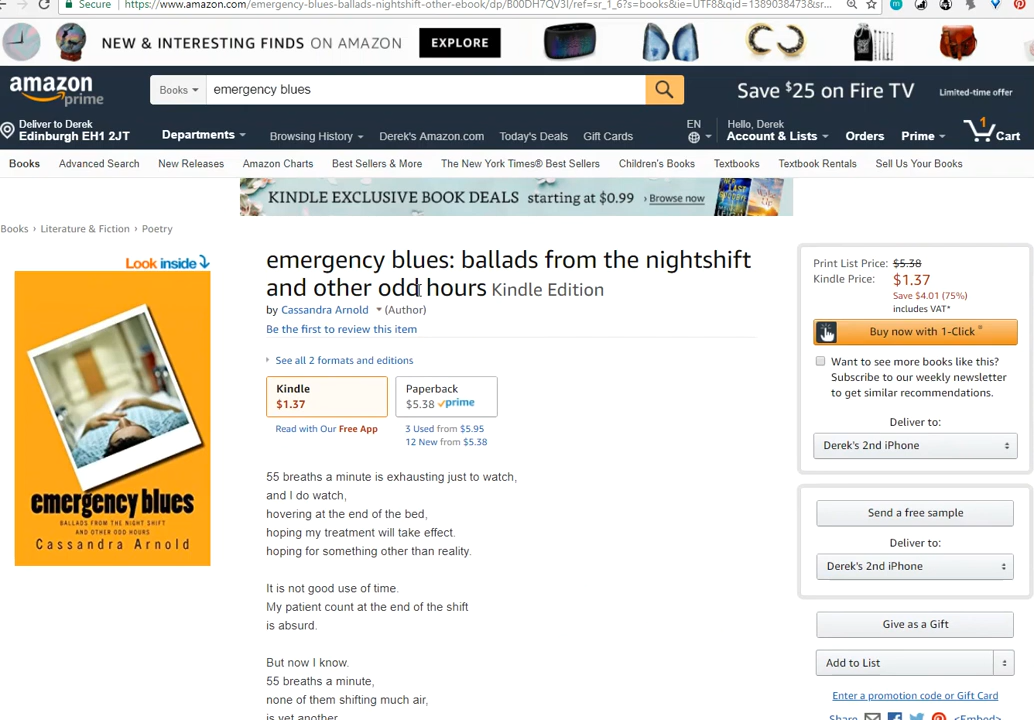 Secure https://www.amazon.com/emergency-blues-ballads-nightshift-other-ebook/dp/B00DH7QV3I/ref=sr_1_6?s=books&ie=UTF8&qid=1389038473&sr...
NEW & INTERESTING FINDS ON AMAZON EXPLORE
amazon prime
Books emergency blues
Save $25 on Fire TV Limited-time offer
Deliver to Derek
Edinburgh EH1 2JT
Departments Browsing History Derek's Amazon.com Today's Deals Gift Cards
EN
Hello, Derek
Account & Lists Orders Prime 1 Cart
Books Advanced Search New Releases Amazon Charts Best Sellers & More The New York Times® Best Sellers Children's Books Textbooks Textbook Rentals Sell Us Your Books
KINDLE EXCLUSIVE BOOK DEALS starting at $0.99 › Browse now
Books › Literature & Fiction › Poetry
Look inside
emergency blues
BALLADS FROM THE NIGHT SHIFT
AND OTHER ODD HOURS
Cassandra Arnold
emergency blues: ballads from the nightshift
and other odd hours Kindle Edition
by Cassandra Arnold (Author)
Be the first to review this item
See all 2 formats and editions
Kindle
$1.37
Paperback
$5.38 prime
Read with Our Free App
3 Used from $5.95
12 New from $5.38
55 breaths a minute is exhausting just to watch,
and I do watch,
hovering at the end of the bed,
hoping my treatment will take effect.
hoping for something other than reality.
It is not good use of time.
My patient count at the end of the shift
is absurd.
But now I know.
55 breaths a minute,
none of them shifting much air,
is yet another
Print List Price: $5.38
Kindle Price: $1.37
Save $4.01 (75%)
includes VAT*
Buy now with 1-Click ®
Want to see more books like this?
Subscribe to our weekly newsletter
to get similar recommendations.
Deliver to:
Derek's 2nd iPhone
Send a free sample
Deliver to:
Derek's 2nd iPhone
Give as a Gift
Add to List
Enter a promotion code or Gift Card
Share <Embed>